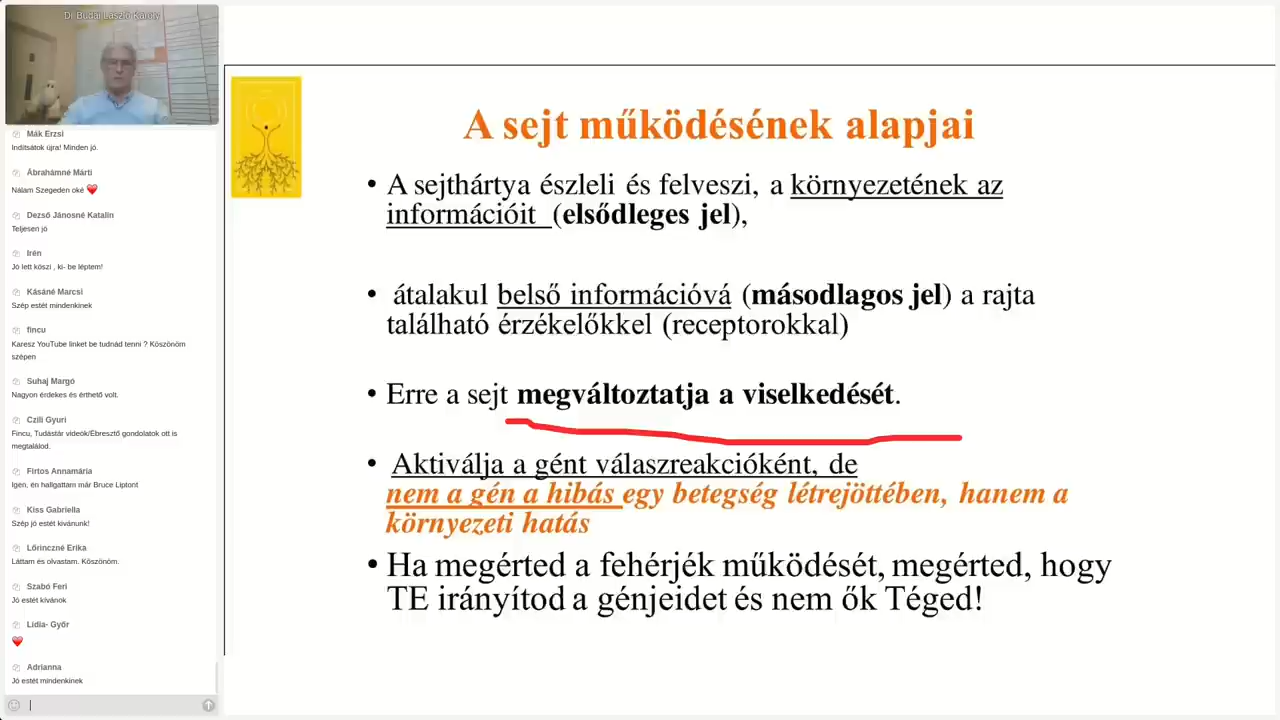 Dr Budai László Károly
Mák Erzsi
Indítsátok újra! Minden jó.
Ábrahámné Márti
Nálam Szegeden oké ❤
Dezső Jánosné Katalin
Teljesen jó
Irén
Jó lett köszi , ki- be léptem!
Kásáné Marcsi
Szép estét mindenkinek
fincu
Karesz YouTube linket be tudnád tenni ? Köszönöm
szépen
Suhaj Margó
Nagyon érdekes és érthető volt.
Czili Gyuri
Fincu, Tudástár videók/Ébresztő gondolatok ott is
megtalálod.
Firtos Annamária
Igen, én hallgattam már Bruce Liptont
Kiss Gabriella
Szép jó estét kívánunk!
Lőrinczné Erika
Láttam és olvastam. Köszönöm.
Szabó Feri
Jó estét kívánok
Lídia- Győr
❤
Adrianna
Jó estét mindenkinek
A sejt működésének alapjai
• A sejthártya észleli és felveszi, a környezetének az
információit (elsődleges jel),
• átalakul belső információvá (másodlagos jel) a rajta
található érzékelőkkel (receptorokkal)
• Erre a sejt megváltoztatja a viselkedését.
• Aktiválja a gént válaszreakcióként, de
nem a gén a hibás egy betegség létrejöttében, hanem a
környezeti hatás
• Ha megérted a fehérjék működését, megérted, hogy
TE irányítod a génjeidet és nem ők Téged!